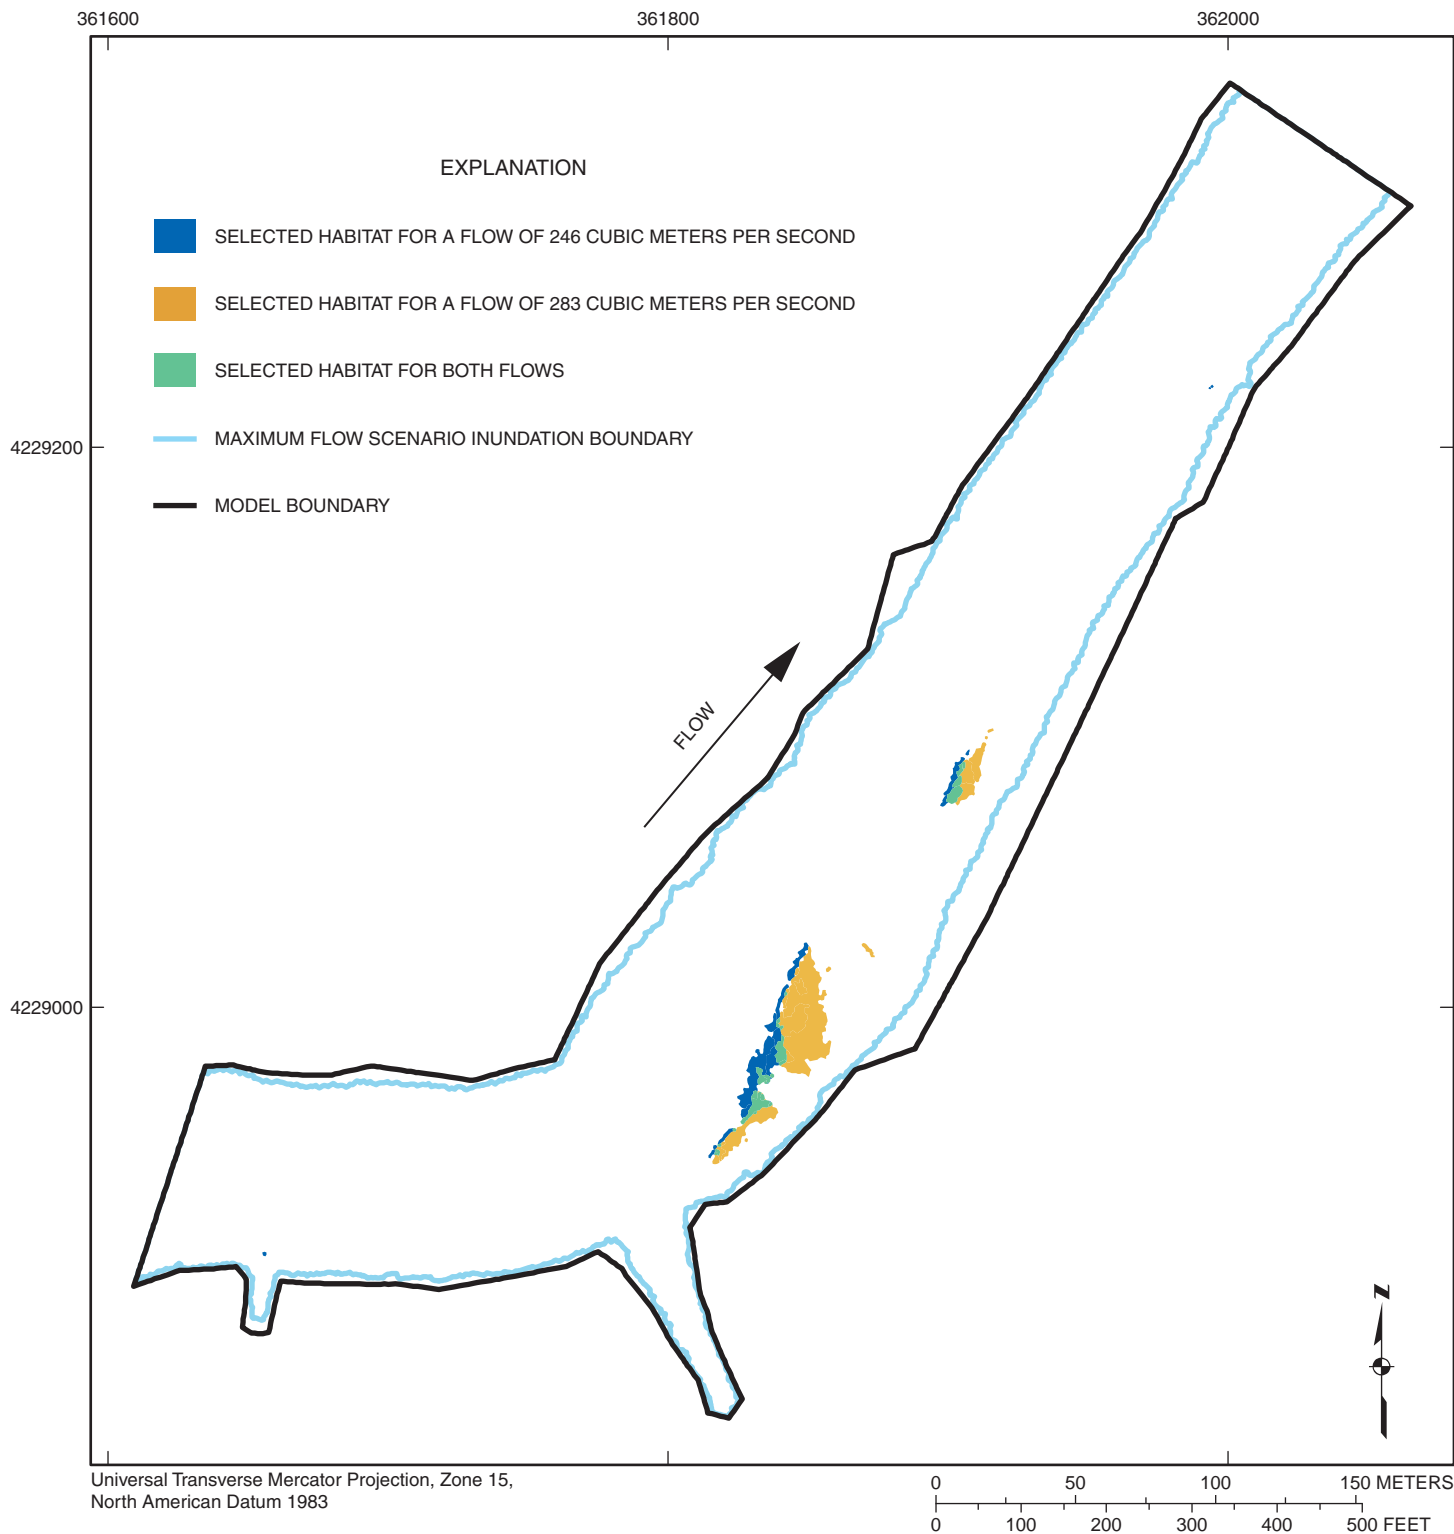 361600
361800
362000
EXPLANATION
SELECTED HABITAT FOR A FLOW OF 246 CUBIC METERS PER SECOND
SELECTED HABITAT FOR A FLOW OF 283 CUBIC METERS PER SECOND
SELECTED HABITAT FOR BOTH FLOWS
MAXIMUM FLOW SCENARIO INUNDATION BOUNDARY
MODEL BOUNDARY
4229200
FLOW
4229000
N
Universal Transverse Mercator Projection, Zone 15,
North American Datum 1983
0 50 100 150 METERS
0 100 200 300 400 500 FEET